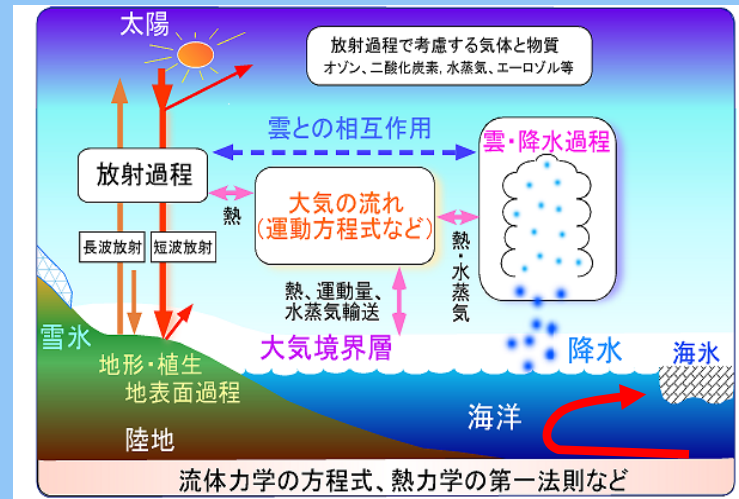 太陽
放射過程で考慮する気体と物質
オゾン、二酸化炭素, 水蒸気、エーロゾル等
雲との相互作用
雲・降水過程
放射過程
熱
大気の流れ
(運動方程式など)
熱・水蒸気
長波放射
短波放射
熱、運動量、
水蒸気輸送
雪氷
大気境界層
降水
海氷
地形・植生
地表面過程
海洋
陸地
流体力学の方程式、熱力学の第一法則など